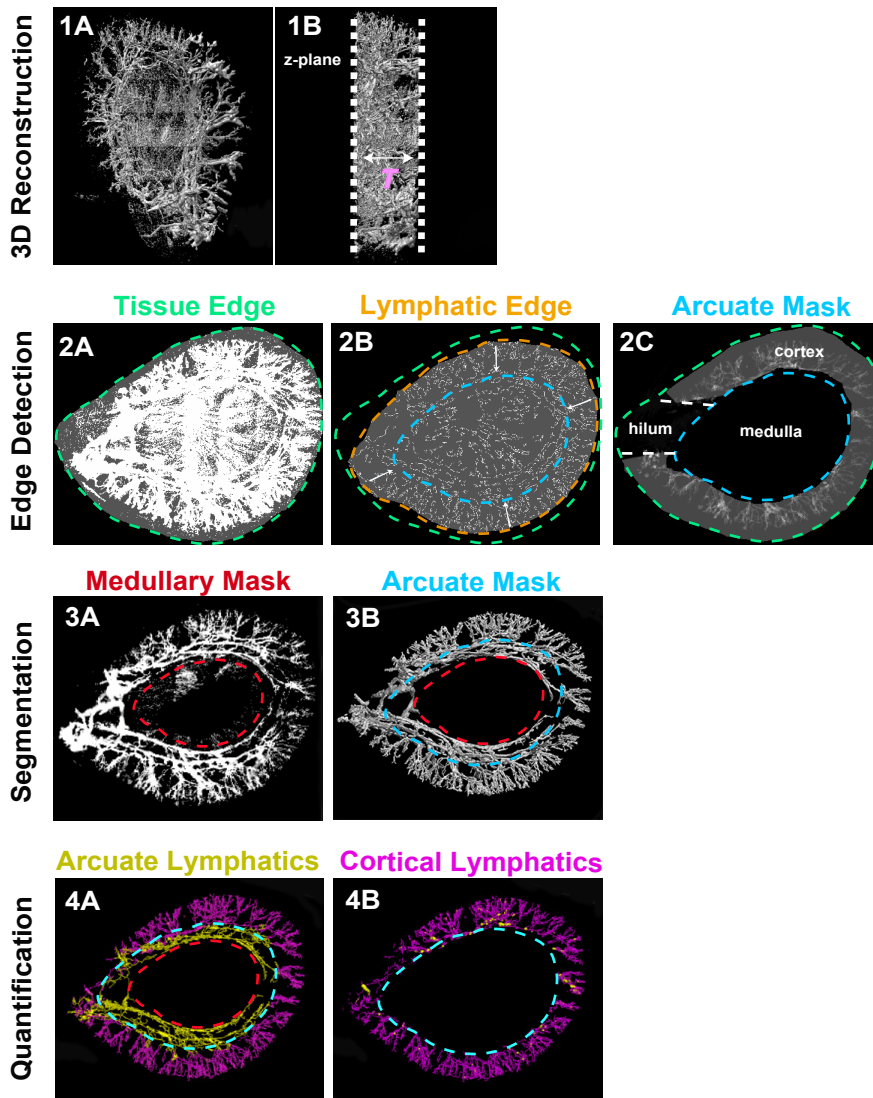 3D Reconstruction
1A
1B
z-plane
T
Edge Detection
Tissue Edge
Lymphatic Edge
Arcuate Mask
2A
2B
2C
cortex
hilum
medulla
Segmentation
Medullary Mask
Arcuate Mask
3A
3B
Quantification
Arcuate Lymphatics
Cortical Lymphatics
4A
4B